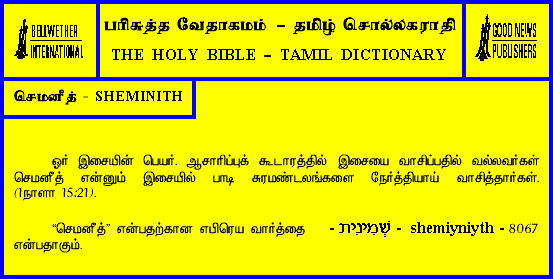 BELLWETHER
INTERNATIONAL
பரிசுத்த வேதாகமம் – தமிழ் சொல்லகராதி
THE HOLY BIBLE – TAMIL DICTIONARY
GOOD NEWS
PUBLISHERS
செமனீத் - SHEMINITH
ஓர் இசையின் பெயர். ஆசாரிப்புக் கூடாரத்தில் இசையை வாசிப்பதில் வல்லவர்கள்
செமனீத் என்னும் இசையில் பாடி சுரமண்டலங்களை நேர்த்தியாய் வாசித்தார்கள்.
(1நாளா 15:21).
“செமனீத்” என்பதற்கான எபிரெய வார்த்தை - שְׁמִינִית - shemiyniyth - 8067
என்பதாகும்.